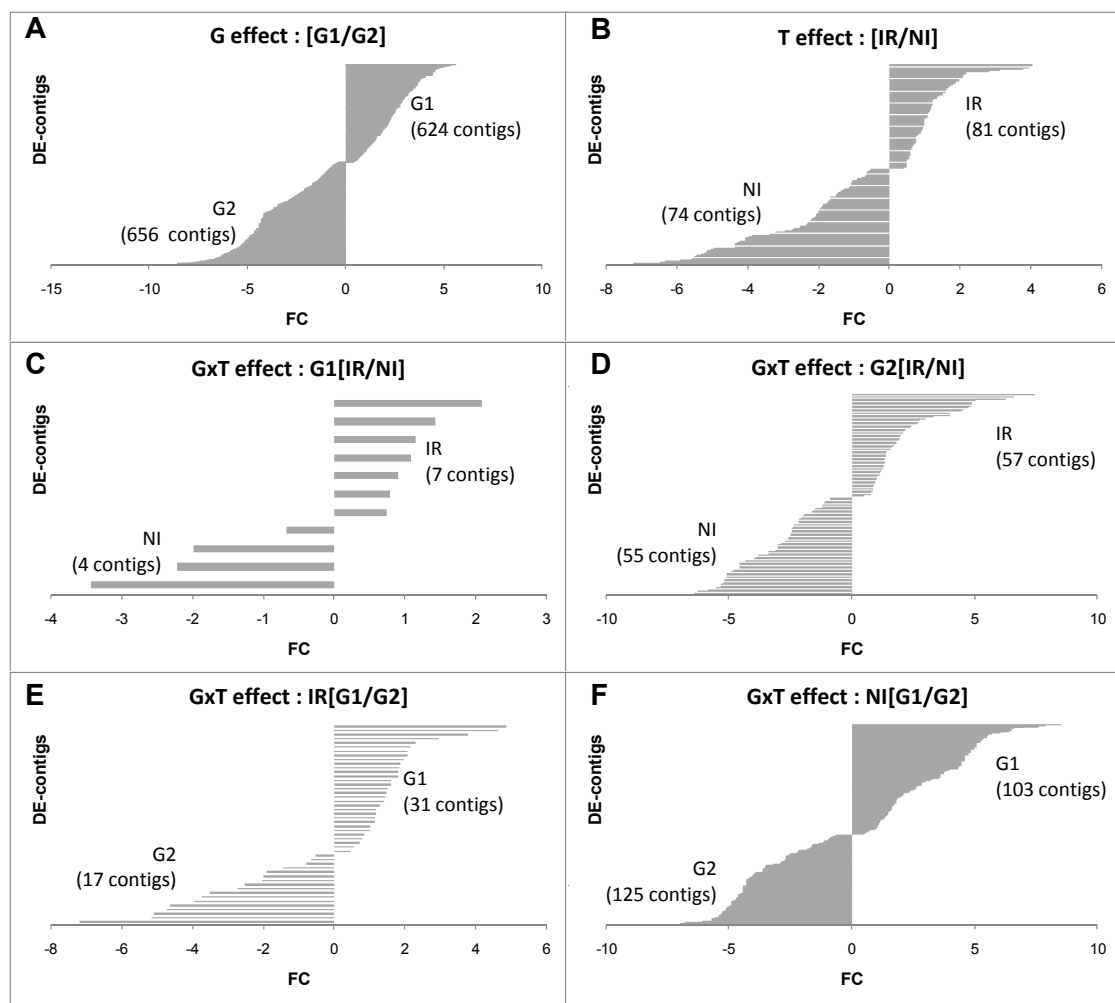 A
G effect : [G1/G2]
DE-contigs
G1
(624 contigs)
G2
(656 contigs)
-15 -10 -5 0 5 10
FC
B
T effect : [IR/NI]
DE-contigs
IR
(81 contigs)
NI
(74 contigs)
-8 -6 -4 -2 0 2 4 6
FC
C
GxT effect : G1[IR/NI]
DE-contigs
IR
(7 contigs)
NI
(4 contigs)
-4 -3 -2 -1 0 1 2 3
FC
D
GxT effect : G2[IR/NI]
DE-contigs
IR
(57 contigs)
NI
(55 contigs)
-10 -5 0 5 10
FC
E
GxT effect : IR[G1/G2]
DE-contigs
G1
(31 contigs)
G2
(17 contigs)
-8 -6 -4 -2 0 2 4 6
FC
F
GxT effect : NI[G1/G2]
DE-contigs
G1
(103 contigs)
G2
(125 contigs)
-10 -5 0 5 10
FC